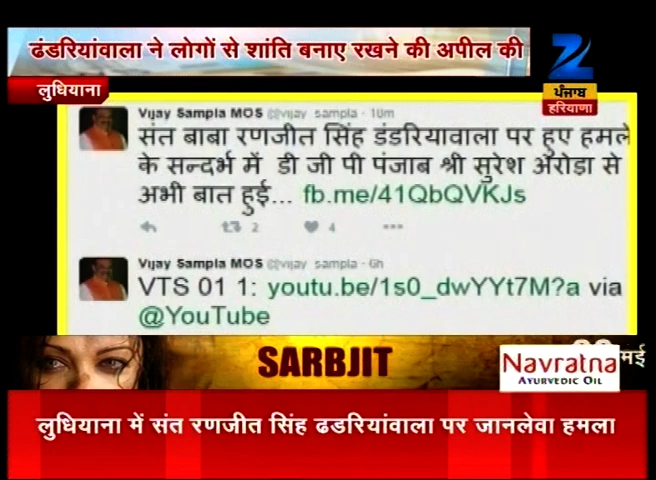 ढंडरियांवाला ने लोगों से शांति बनाए रखने की अपील की
लुधियाना
ਪੰਜਾਬ
हरियाणा
Vijay Sampla MOS @vijay_sampla - 10m
संत बाबा रणजीत सिंह डंडरियावाला पर हुए हमले
के सन्दर्भ में डी जी पी पंजाब श्री सुरेश अरोडा से
अभी बात हुई... fb.me/41QbQVKJs
2 4
Vijay Sampla MOS @vijay_sampla - 6h
VTS 01 1: youtu.be/1s0_dwYYt7M?a via
@YouTube
SARBJIT
मई
Navratna
AYURVEDIC OIL
लुधियाना में संत रणजीत सिंह ढडरियांवाला पर जानलेवा हमला